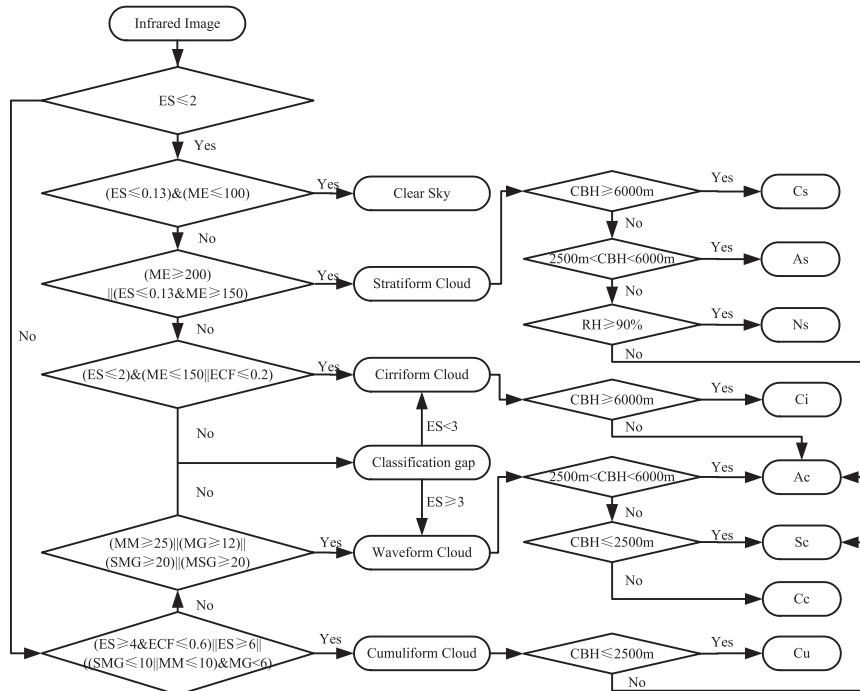 Infrared Image
ES≤2
Yes
(ES≤0.13)&(ME≤100)
Yes
Clear Sky
No
(ME≥200)
||(ES≤0.13&ME≥150)
Yes
Stratiform Cloud
No
No
(ES≤2)&(ME≤150||ECF≤0.2)
Yes
Cirriform Cloud
No
ES<3
Classification gap
No
ES≥3
(MM≥25)||(MG≥12)||
(SMG≥20)||(MSG≥20)
Yes
Waveform Cloud
No
(ES≥4&ECF≤0.6)||ES≥6||
((SMG≤10||MM≤10)&MG<6)
Yes
Cumuliform Cloud
CBH≥6000m
Yes
Cs
No
2500m<CBH<6000m
Yes
As
No
RH≥90%
Yes
Ns
No
CBH≥6000m
Yes
Ci
No
2500m<CBH<6000m
Yes
Ac
No
CBH≤2500m
Yes
Sc
No
Cc
CBH≤2500m
Yes
Cu
No